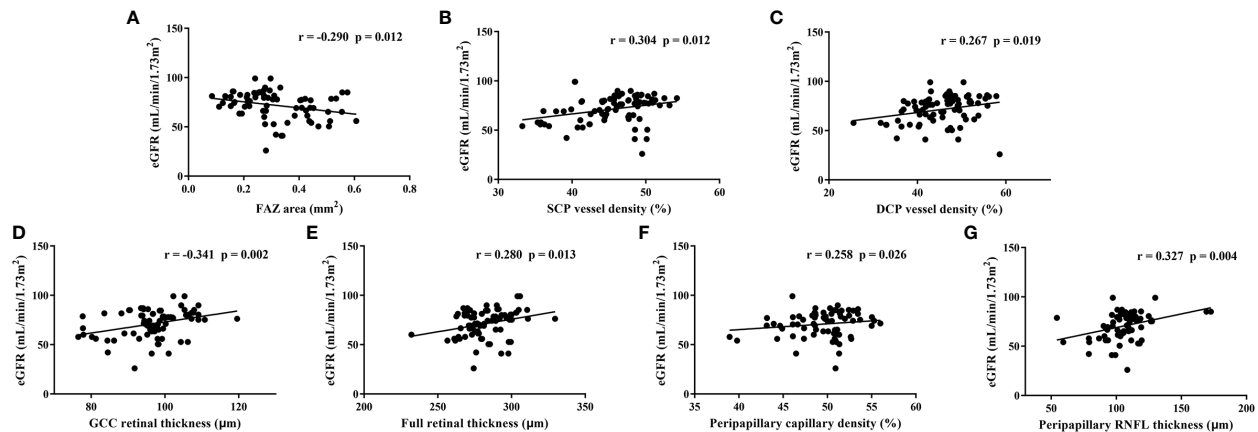 A
r = -0.290 p = 0.012
eGFR (mL/min/1.73m²)
150
100
50
0
0.0 0.2 0.4 0.6 0.8
FAZ area (mm²)
B
r = 0.304 p = 0.012
eGFR (mL/min/1.73m²)
150
100
50
0
30 40 50 60
SCP vessel density (%)
C
r = 0.267 p = 0.019
eGFR (mL/min/1.73m²)
150
100
50
0
20 40 60
DCP vessel density (%)
D
r = -0.341 p = 0.002
eGFR (mL/min/1.73m²)
150
100
50
0
80 100 120
GCC retinal thickness (µm)
E
r = 0.280 p = 0.013
eGFR (mL/min/1.73m²)
150
100
50
0
200 250 300 350
Full retinal thickness (µm)
F
r = 0.258 p = 0.026
eGFR (mL/min/1.73m²)
150
100
50
0
35 40 45 50 55 60
Peripapillary capillary density (%)
G
r = 0.327 p = 0.004
eGFR (mL/min/1.73m²)
150
100
50
0
50 100 150 200
Peripapillary RNFL thickness (µm)